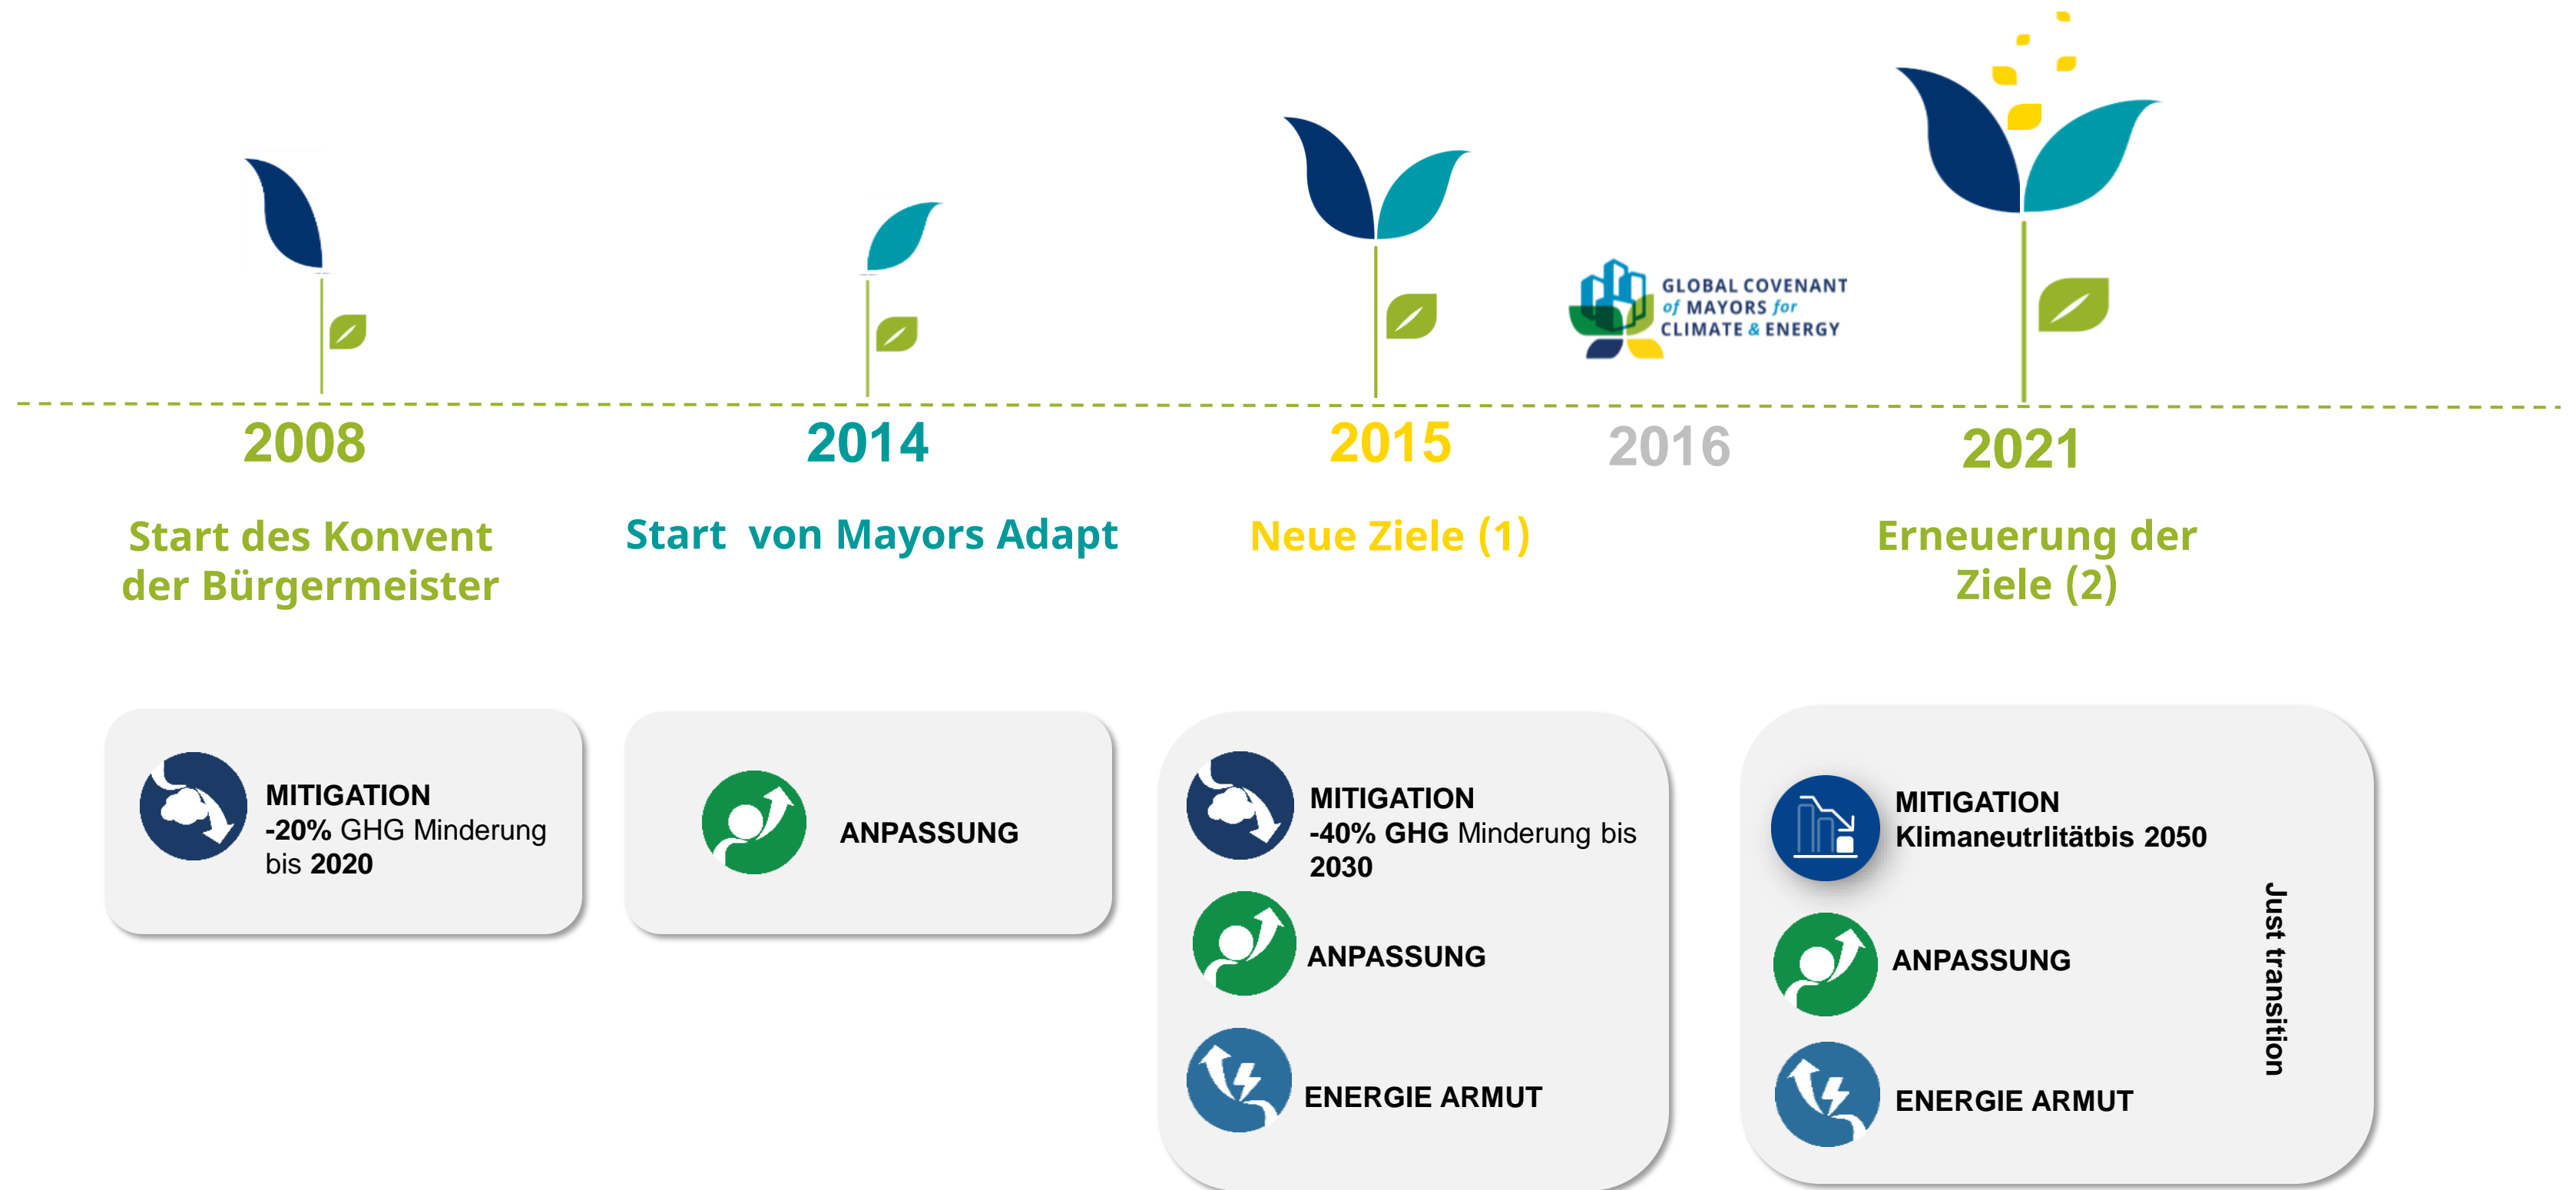 GLOBAL COVENANT
of MAYORS for
CLIMATE & ENERGY
2008
2014
2015
2016
2021
Start des Konvent
der Bürgermeister
Start von Mayors Adapt
Neue Ziele (1)
Erneuerung der
Ziele (2)
MITIGATION
-20% GHG Minderung
bis 2020
ANPASSUNG
MITIGATION
-40% GHG Minderung bis
2030
ANPASSUNG
ENERGIE ARMUT
MITIGATION
Klimaneutrlitätbis 2050
ANPASSUNG
ENERGIE ARMUT
Just transition